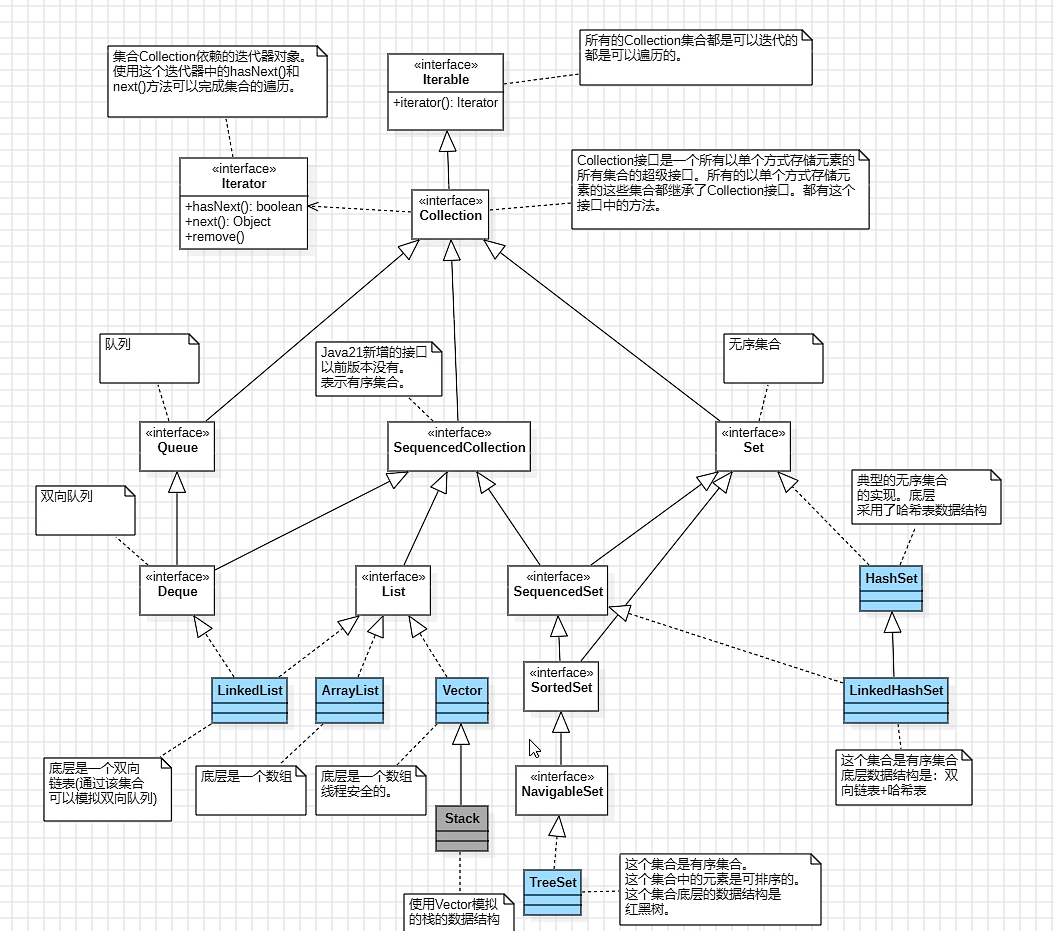 所有的Collection集合都是可以迭代的
都是可以遍历的。
集合Collection依赖的迭代器对象。
使用这个迭代器中的hasNext()和
next()方法可以完成集合的遍历。
«interface»
Iterable
+iterator(): Iterator
Collection接口是一个所有以单个方式存储元素的
所有集合的超级接口。所有的以单个方式存储元
素的这些集合都继承了Collection接口。都有这个
接口中的方法。
«interface»
Iterator
+hasNext(): boolean
+next(): Object
+remove()
«interface»
Collection
队列
Java21新增的接口
以前版本没有。
表示有序集合。
无序集合
«interface»
Queue
«interface»
SequencedCollection
«interface»
Set
双向队列
典型的无序集合
的实现。底层
采用了哈希表数据结构
«interface»
Deque
«interface»
List
«interface»
SequencedSet
HashSet
«interface»
SortedSet
LinkedList
ArrayList
Vector
LinkedHashSet
底层是一个双向
链表(通过该集合
可以模拟双向队列)
底层是一个数组
底层是一个数组
线程安全的。
«interface»
NavigableSet
这个集合是有序集合
底层数据结构是：双
向链表+哈希表
Stack
TreeSet
这个集合是有序集合。
这个集合中的元素是可排序的。
这个集合底层的数据结构是
红黑树。
使用Vector模拟
的栈的数据结构